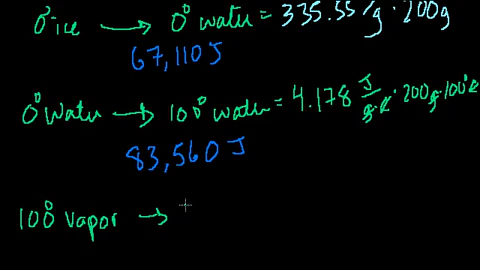 0° ice → 0° water = 335.55 J/g · 200g
67,110 J
0° Water → 100° water = 4.178 J/g·K · 200g · 100°K
83,560 J
100° vapor →